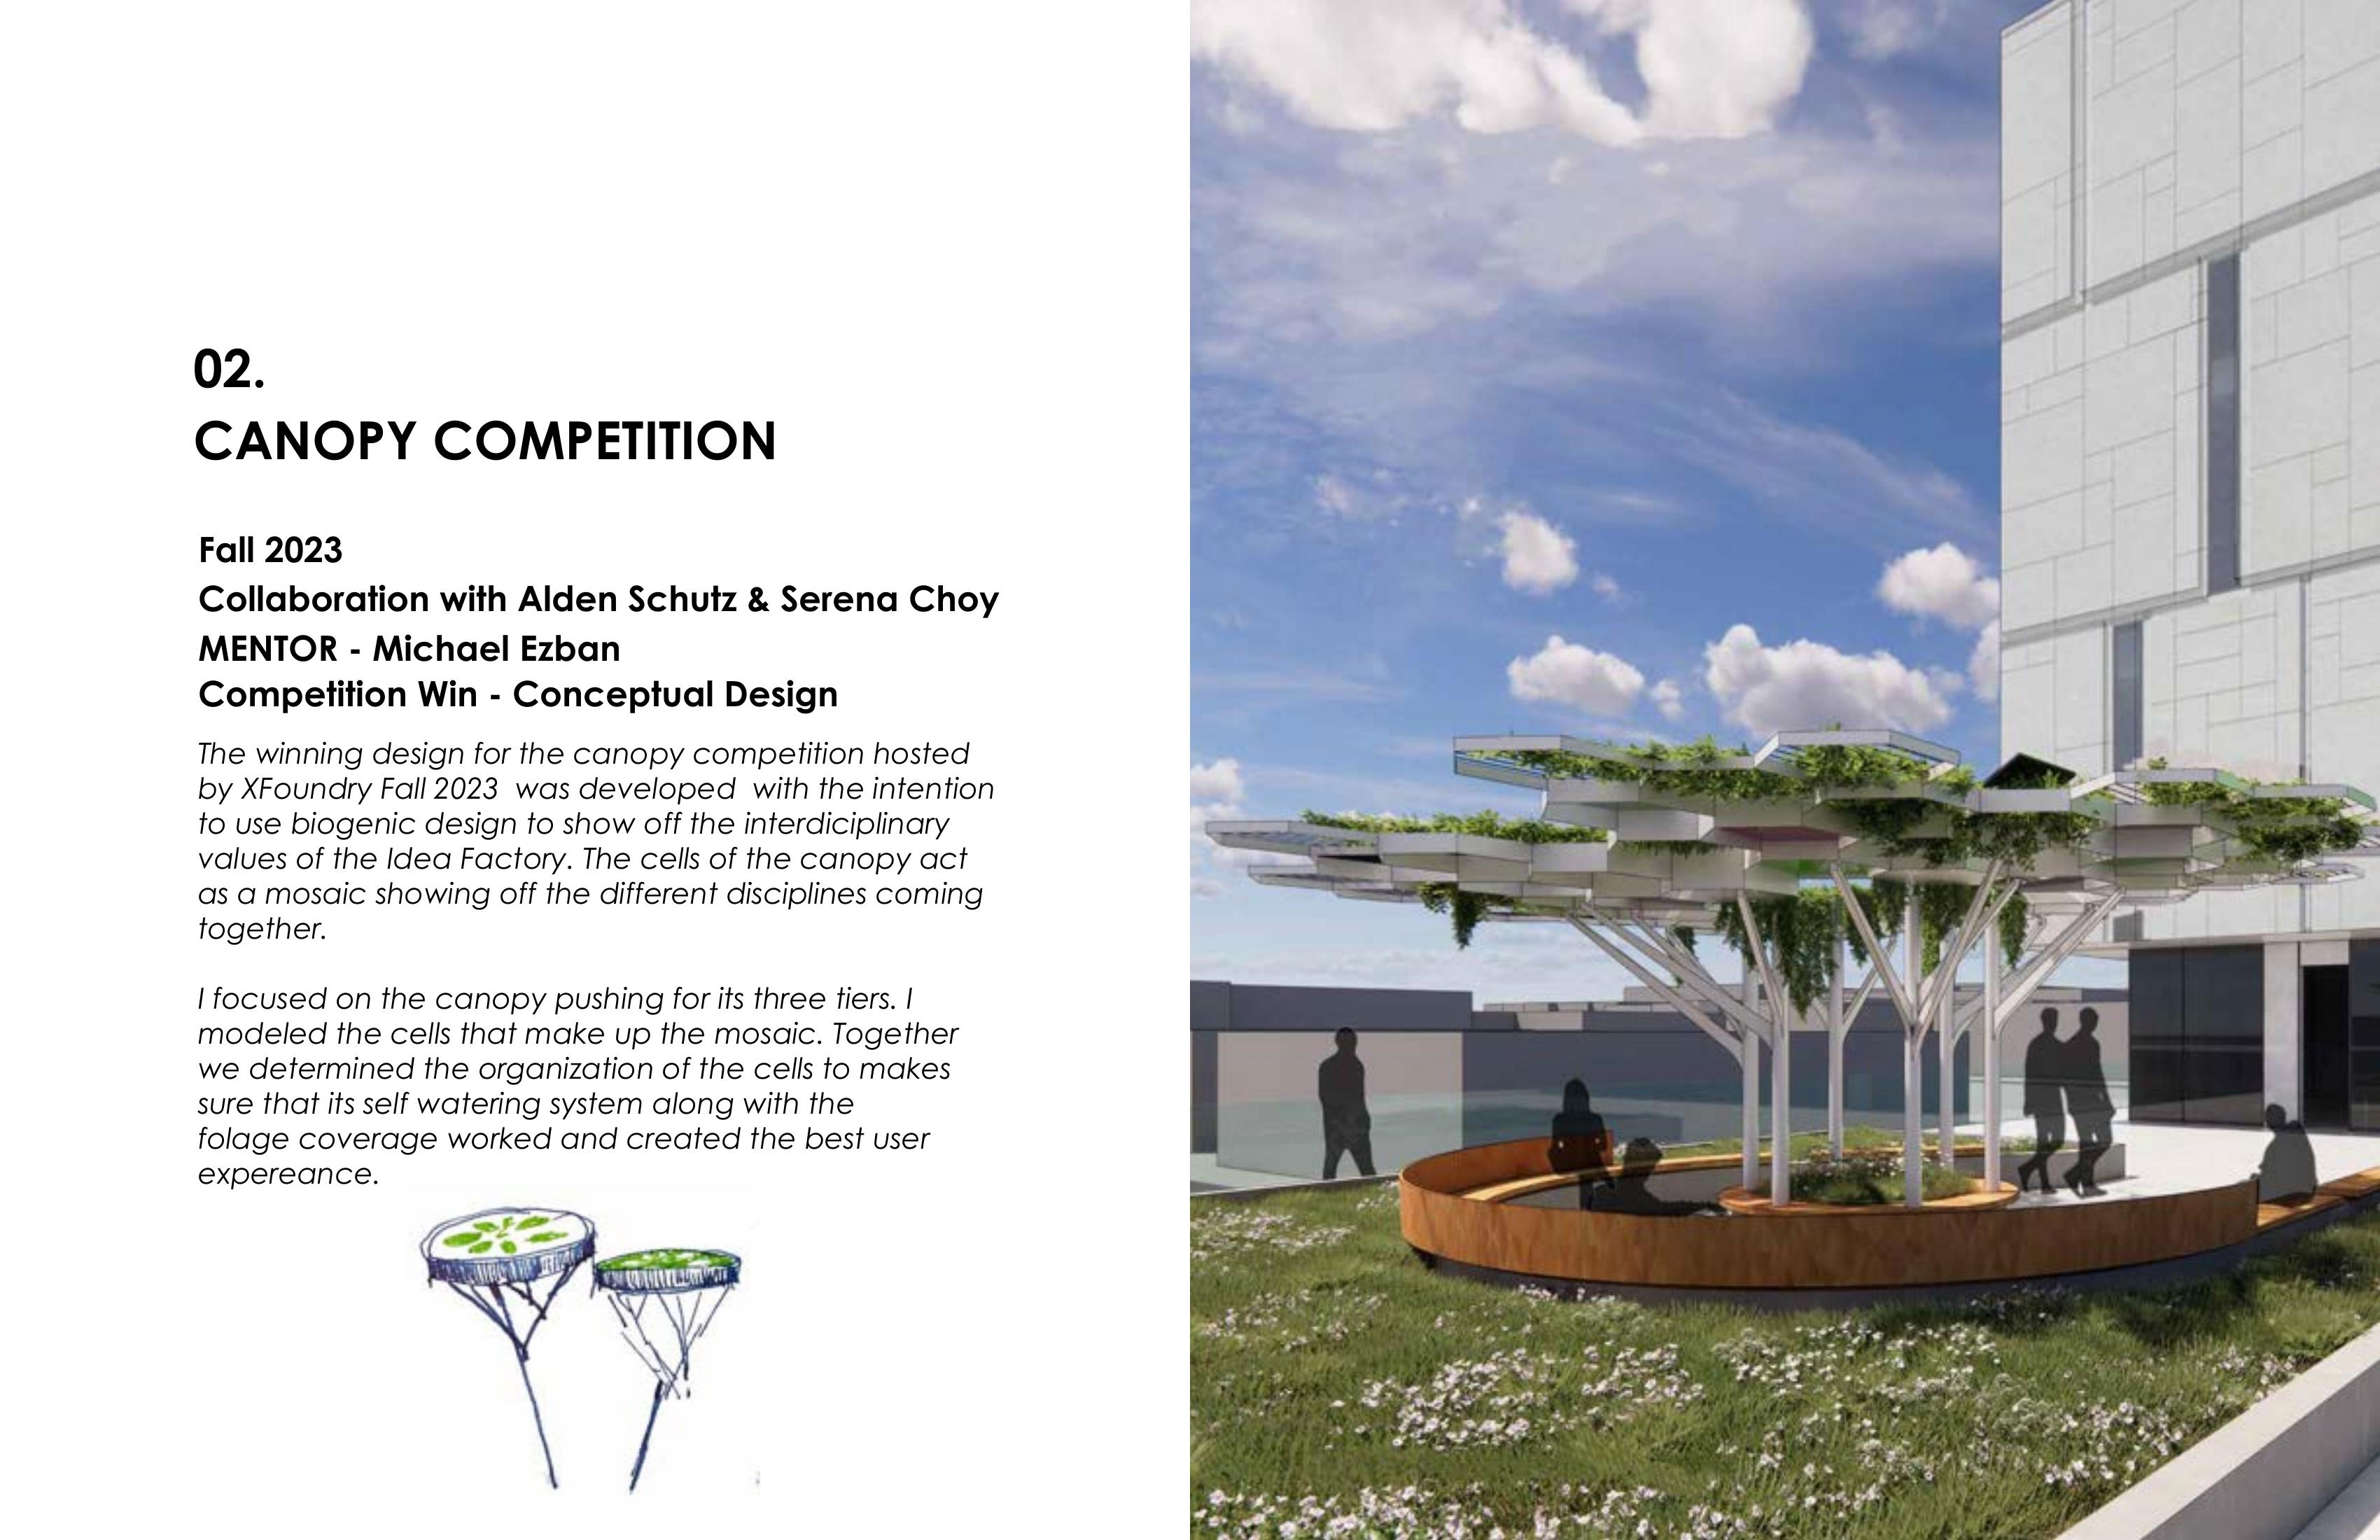 02.
CANOPY COMPETITION
Fall 2023
Collaboration with Alden Schutz & Serena Choy
MENTOR - Michael Ezban
Competition Win - Conceptual Design
The winning design for the canopy competition hosted
by XFoundry Fall 2023  was developed  with the intention
to use biogenic design to show off the interdiciplinary
values of the Idea Factory. The cells of the canopy act
as a mosaic showing off the different disciplines coming
together.
I focused on the canopy pushing for its three tiers. I
modeled the cells that make up the mosaic. Together
we determined the organization of the cells to makes
sure that its self watering system along with the
folage coverage worked and created the best user
expereance.